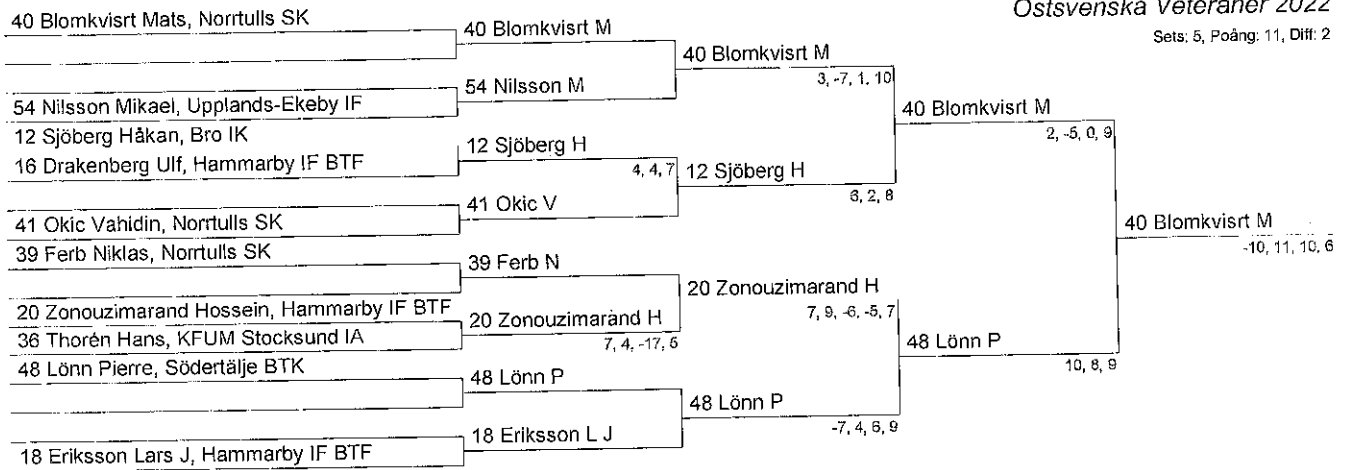 Östsvenska Veteraner 2022
Sets: 5, Poäng: 11, Diff: 2
40 Blomkvisrt Mats, Norrtulls SK
54 Nilsson Mikael, Upplands-Ekeby IF
12 Sjöberg Håkan, Bro IK
16 Drakenberg Ulf, Hammarby IF BTF
41 Okic Vahidin, Norrtulls SK
39 Ferb Niklas, Norrtulls SK
20 Zonouzimarand Hossein, Hammarby IF BTF
36 Thorén Hans, KFUM Stocksund IA
48 Lönn Pierre, Södertälje BTK
18 Eriksson Lars J, Hammarby IF BTF
40 Blomkvisrt M
54 Nilsson M
12 Sjöberg H
4, 4, 7
41 Okic V
39 Ferb N
20 Zonouzimarand H
7, 4, -17, 5
48 Lönn P
18 Eriksson L J
40 Blomkvisrt M
3, -7, 1, 10
12 Sjöberg H
6, 2, 8
20 Zonouzimarand H
7, 9, -6, -5, 7
48 Lönn P
-7, 4, 6, 9
40 Blomkvisrt M
2, -5, 0, 9
48 Lönn P
10, 8, 9
40 Blomkvisrt M
-10, 11, 10, 6